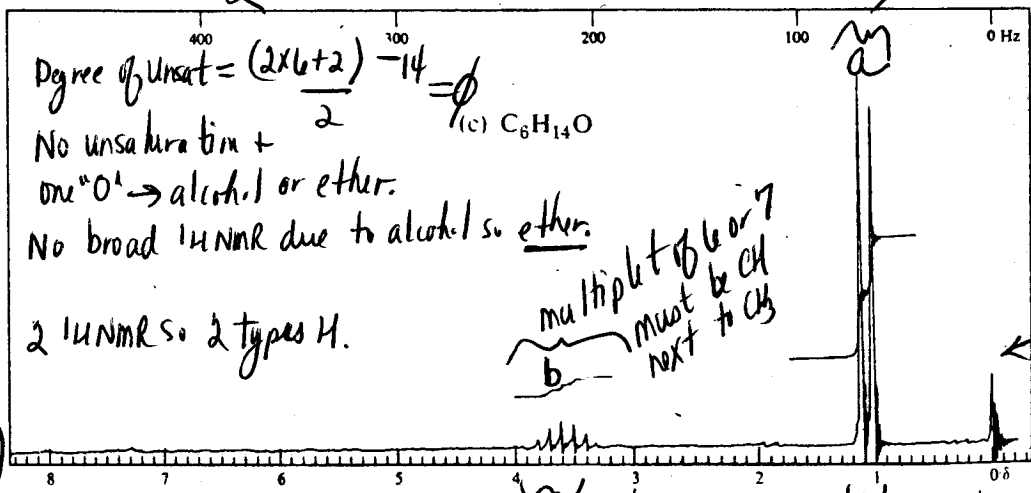 400 300 200 100 0 Hz
a
Degree of Unsat = (2x6+2) -14 = ∅
2
(c) C₆H₁₄O
No unsaturation +
one "O" → alcohol or ether.
No broad 1H NMR due to alcohol so ether.
multiplet of 6 or 7
must be CH
next to CH3
2 1H NMR So 2 types H.
b
8 7 6 5 4 3 2 1 0 δ